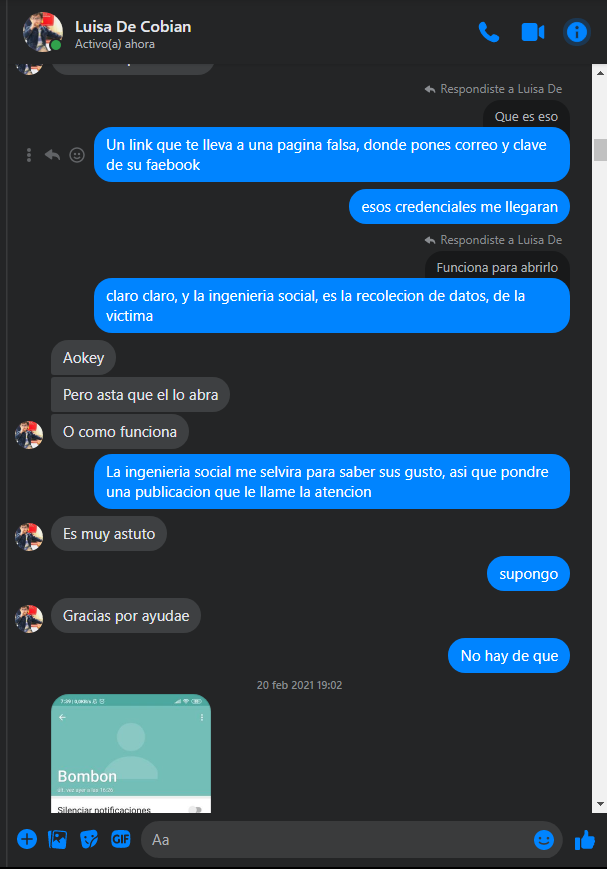 Luisa De Cobian
Activo(a) ahora
Respondiste a Luisa De
Que es eso
Un link que te lleva a una pagina falsa, donde pones correo y clave
de su faebook
esos credenciales me llegaran
Respondiste a Luisa De
Funciona para abrirlo
claro claro, y la ingenieria social, es la recolecion de datos, de la
victima
Aokey
Pero asta que el lo abra
O como funciona
La ingenieria social me selvira para saber sus gusto, asi que pondre
una publicacion que le llame la atencion
Es muy astuto
supongo
Gracias por ayudae
No hay de que
20 feb 2021 19:02
Bombon
Silenciar notificaciones
GIF
Aa